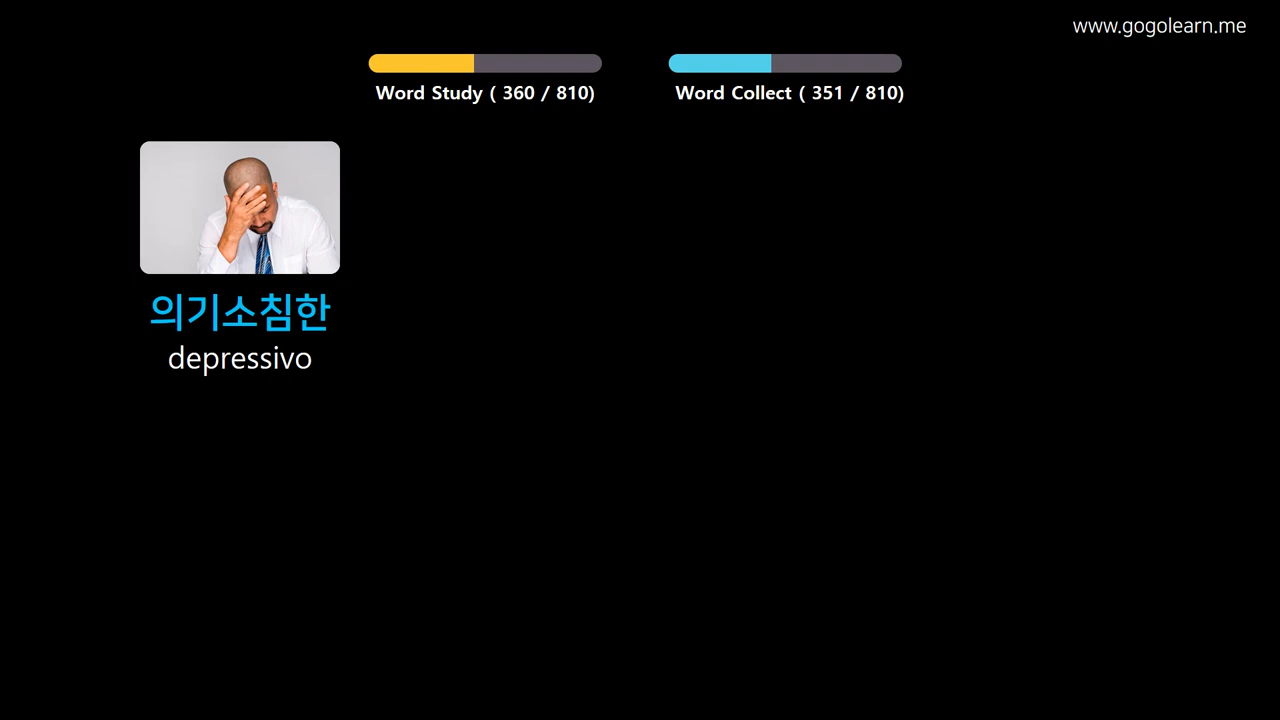 www.gogolearn.me
Word Study ( 360 / 810)
Word Collect ( 351 / 810)
의기소침한
depressivo